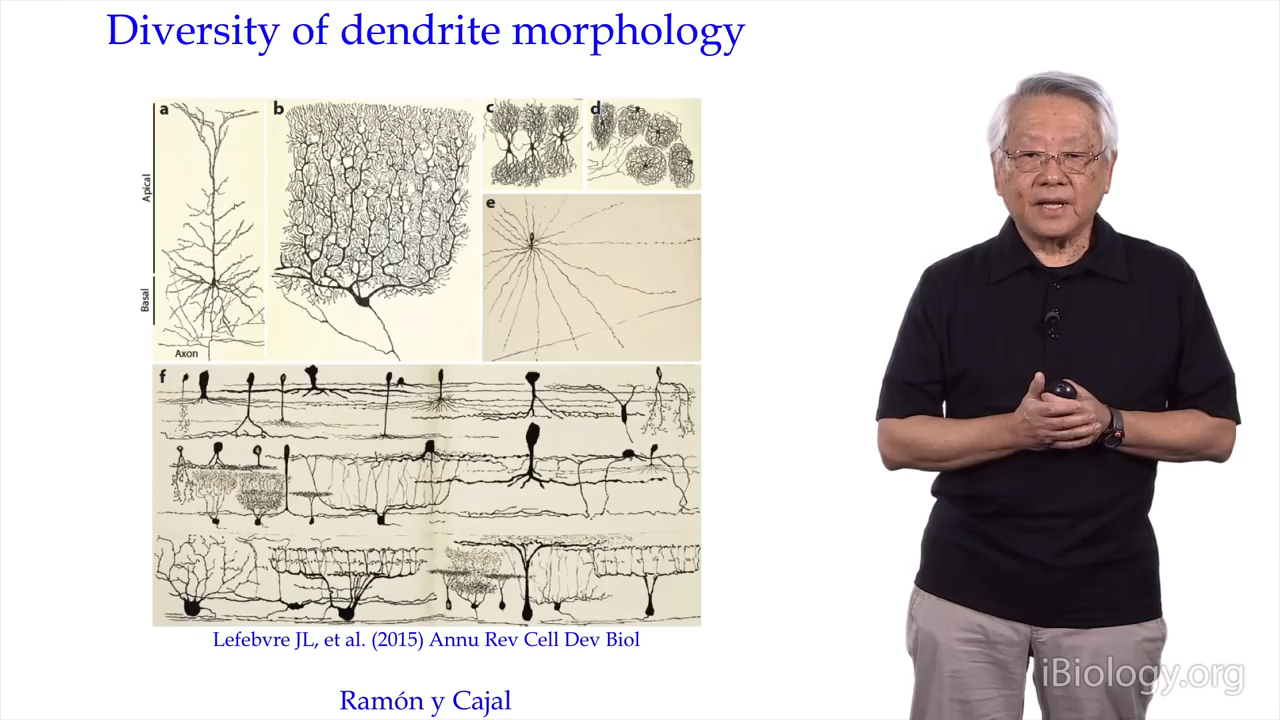 Diversity of dendrite morphology
a
b
c
d
e
Apical
Basal
Axon
f
Lefebvre JL, et al. (2015) Annu Rev Cell Dev Biol
Ramón y Cajal
iBiology.org